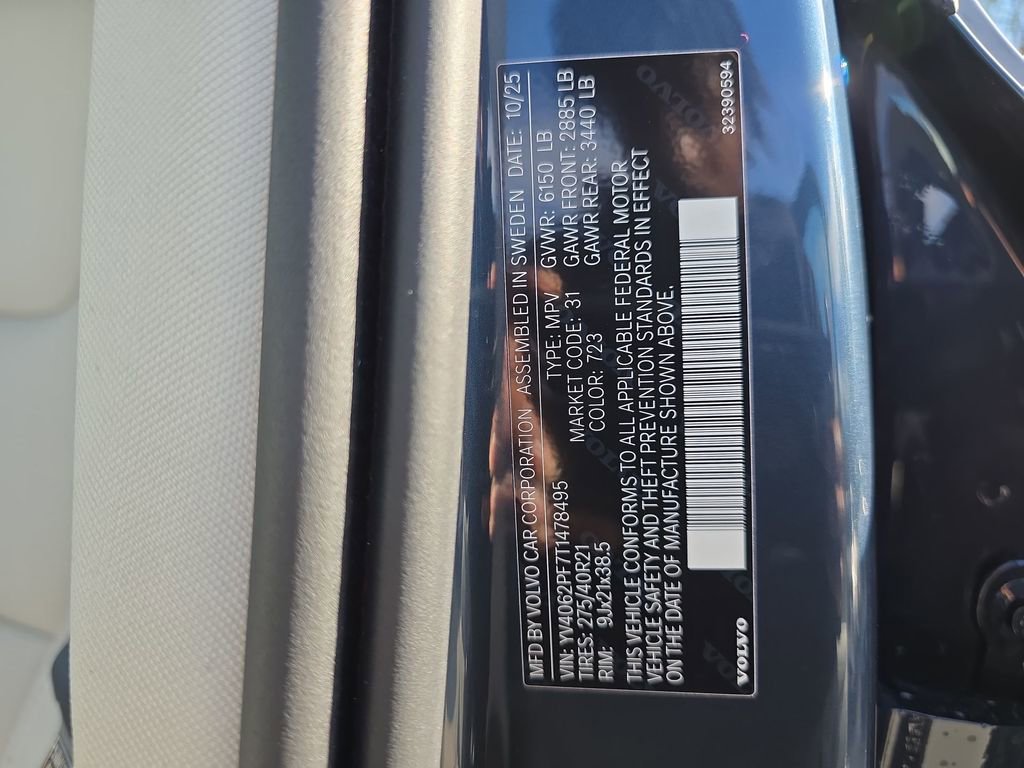 MFD BY VOLVO CAR CORPORATION ASSEMBLED IN SWEDEN DATE: 10/25
VIN: YV4062PF7T1478495 TYPE: MPV GVWR: 6150 LB
TIRES: 275/40R21 MARKET CODE: 31 GAWR FRONT: 2885 LB
RIM: 9Jx21x38.5 COLOR: 723 GAWR REAR: 3440 LB
THIS VEHICLE CONFORMS TO ALL APPLICABLE FEDERAL MOTOR
VEHICLE SAFETY AND THEFT PREVENTION STANDARDS IN EFFECT
ON THE DATE OF MANUFACTURE SHOWN ABOVE.
VOLVO 32390594